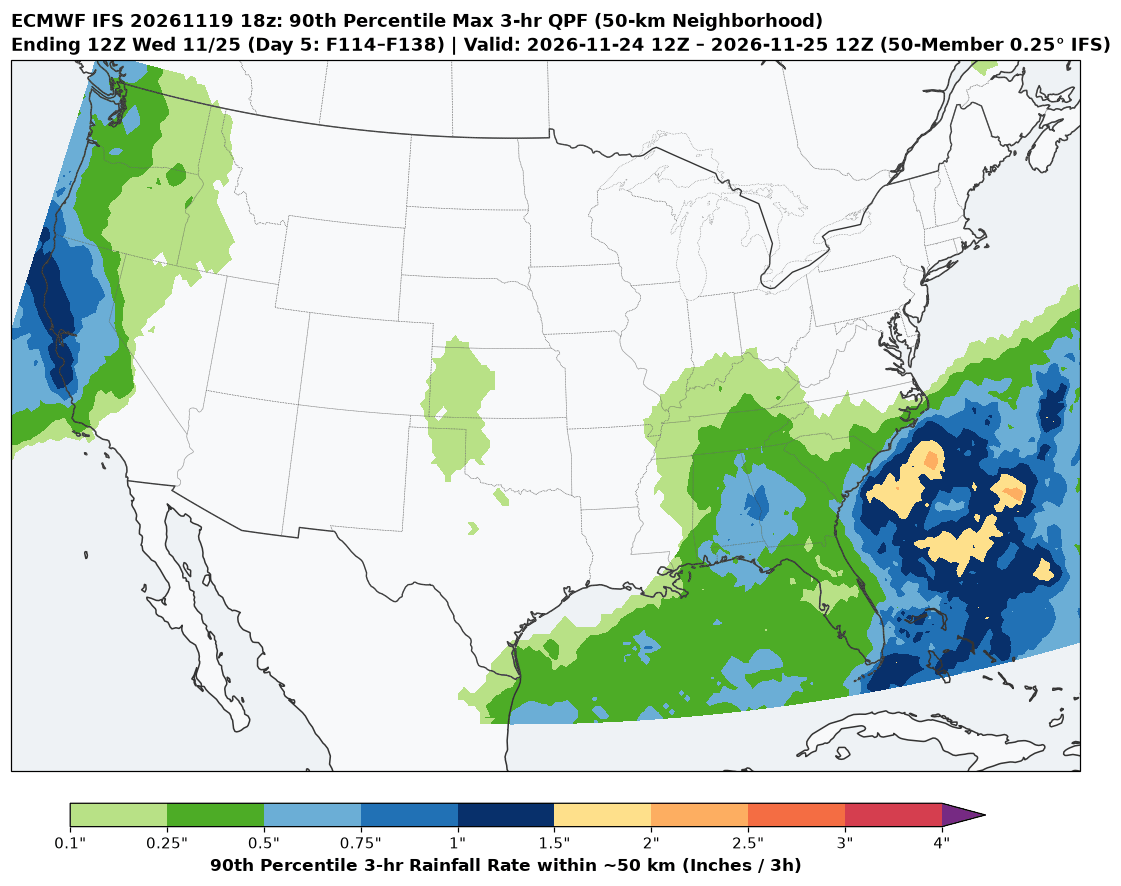 ECMWF IFS 20261119 18z: 90th Percentile Max 3-hr QPF (50-km Neighborhood)
Ending 12Z Wed 11/25 (Day 5: F114–F138) | Valid: 2026-11-24 12Z – 2026-11-25 12Z (50-Member 0.25° IFS)
0.1" 0.25" 0.5" 0.75" 1" 1.5" 2" 2.5" 3" 4"
90th Percentile 3-hr Rainfall Rate within ~50 km (Inches / 3h)